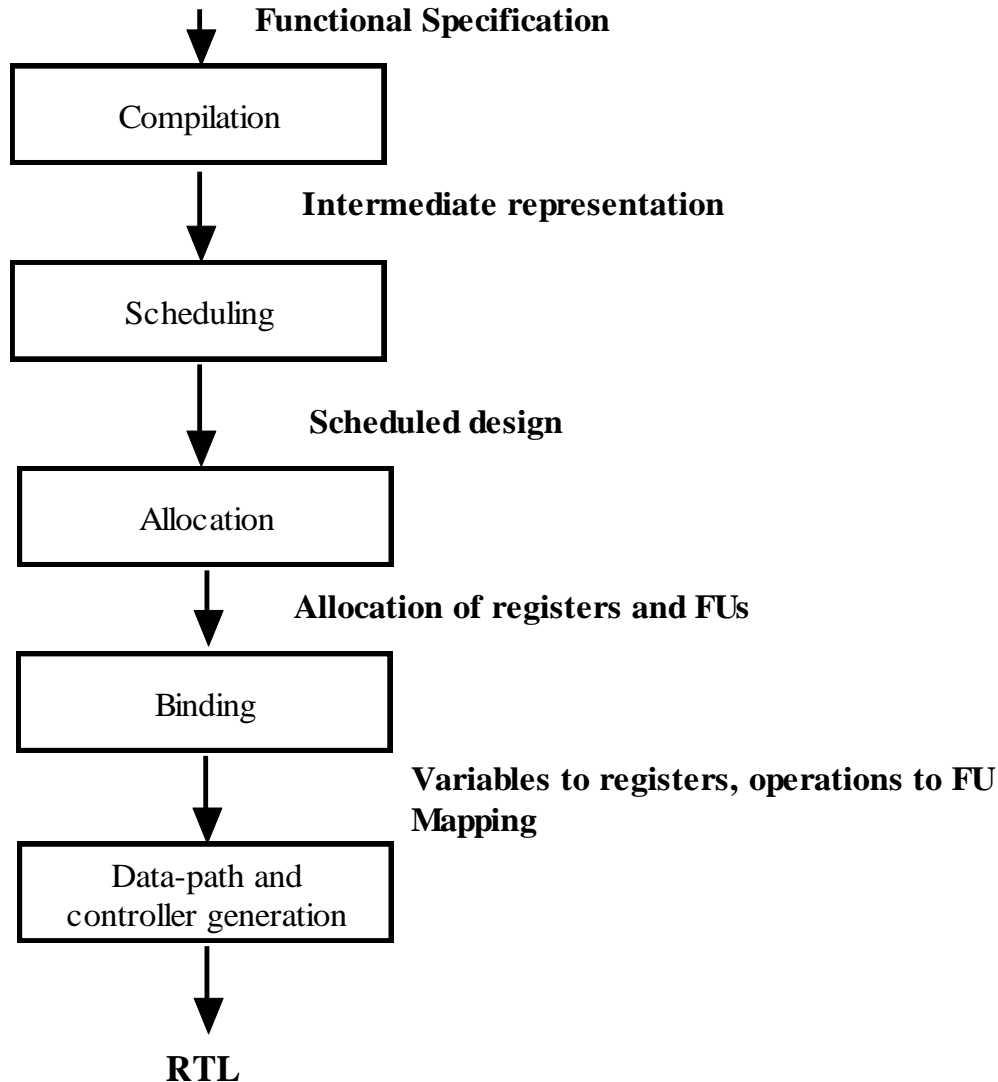 Functional Specification
Compilation
Intermediate representation
Scheduling
Scheduled design
Allocation
Allocation of registers and FUs
Binding
Variables to registers, operations to FU
Mapping
Data-path and
controller generation
RTL